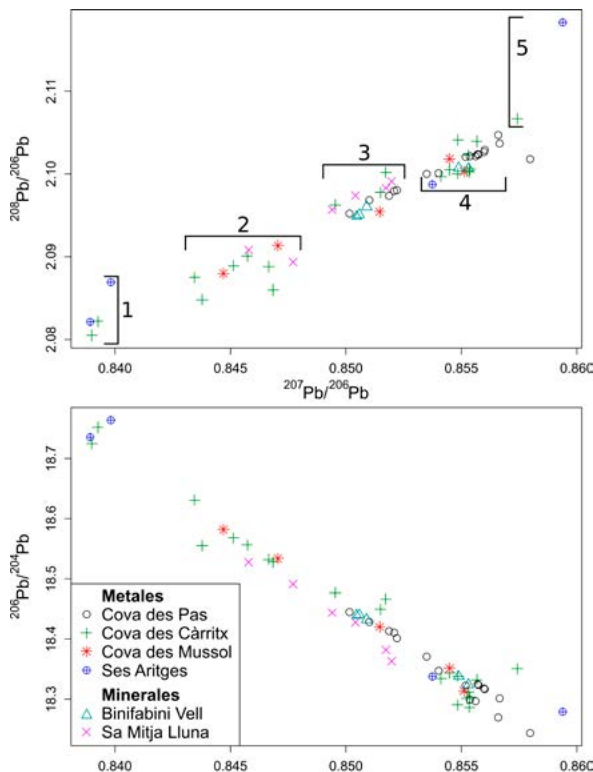 2.11
2.10
2.09
2.08
²⁰⁸Pb/²⁰⁶Pb
1
2
3
4
5
0.840 0.845 0.850 0.855 0.860
²⁰⁷Pb/²⁰⁶Pb
18.7
18.6
18.5
18.4
18.3
²⁰⁶Pb/²⁰⁴Pb
Metales
Cova des Pas
Cova des Càrritx
Cova des Mussol
Ses Aritges
Minerales
Binifabini Vell
Sa Mitja Lluna
0.840 0.845 0.850 0.855 0.860